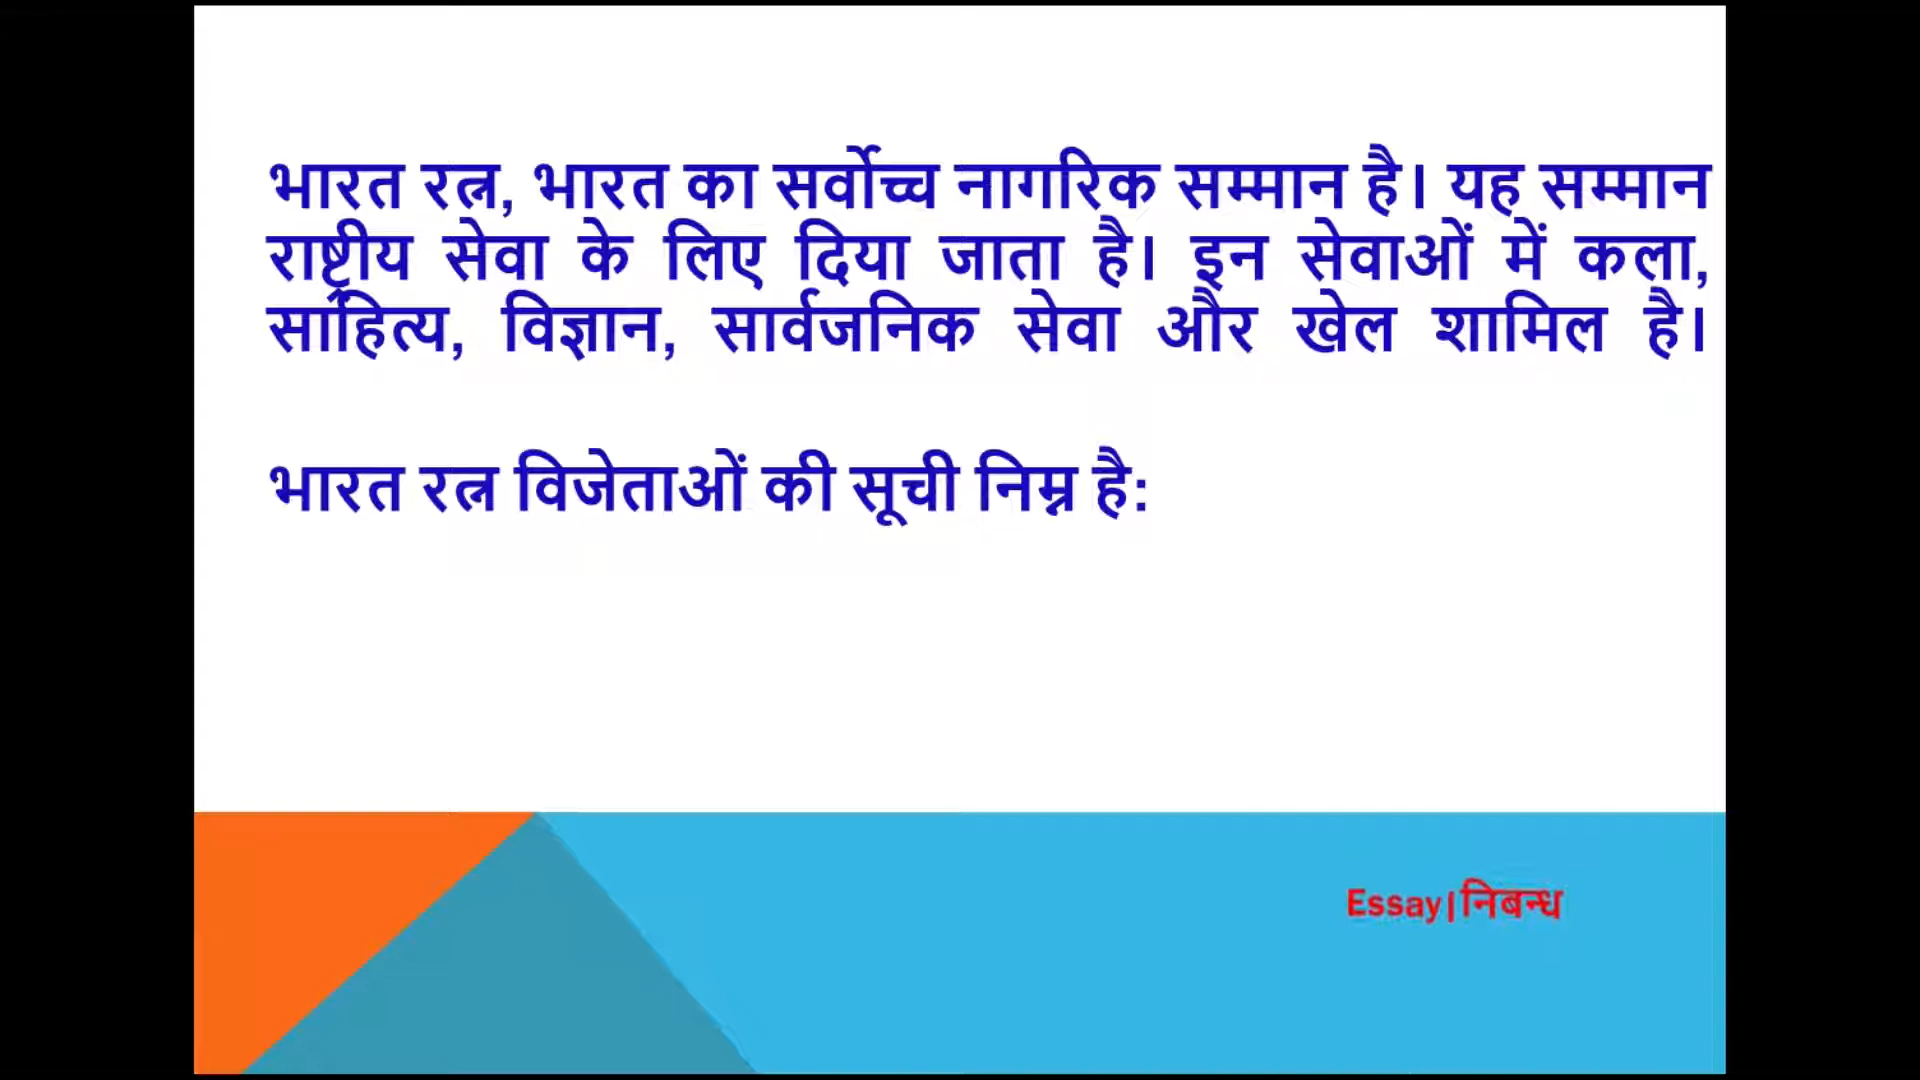 भारत रत्न, भारत का सर्वोच्च नागरिक सम्मान है। यह सम्मान
राष्ट्रीय सेवा के लिए दिया जाता है। इन सेवाओं में कला,
साहित्य, विज्ञान, सार्वजनिक सेवा और खेल शामिल है।
भारत रत्न विजेताओं की सूची निम्न है:
Essay|निबन्ध